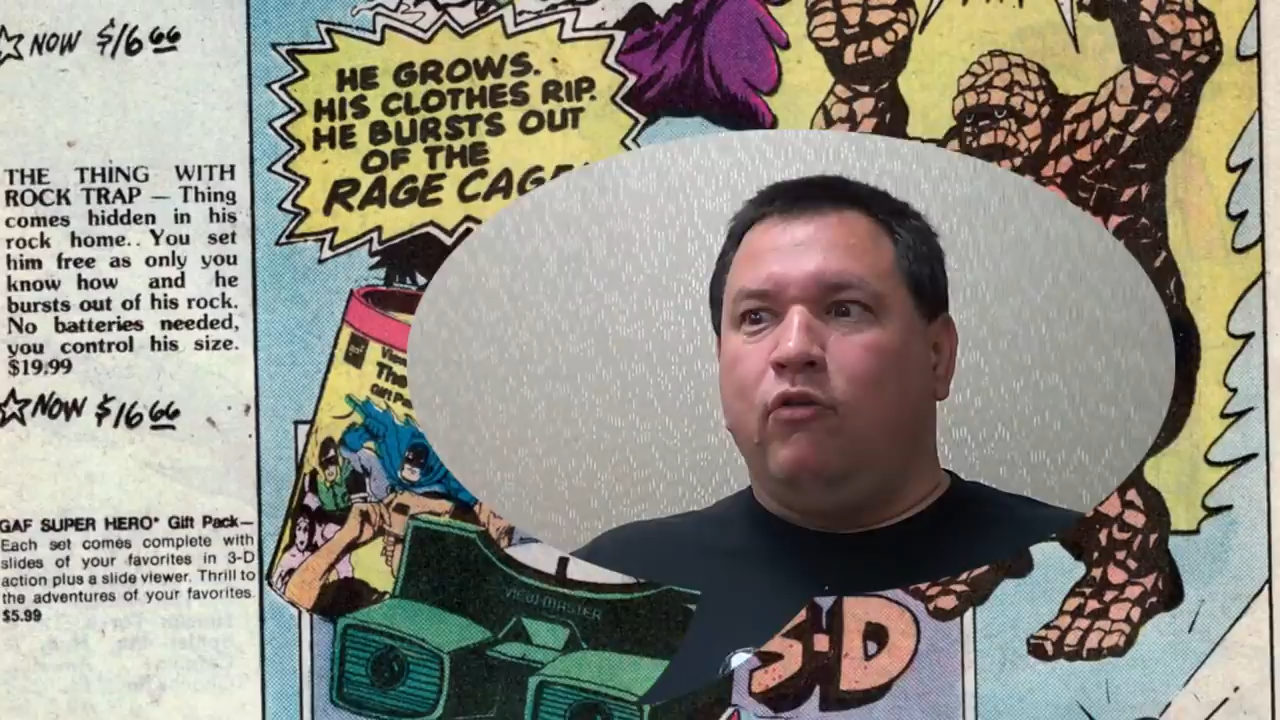 NOW $16 66
THE THING WITH
ROCK TRAP — Thing
comes hidden in his
rock home.. You set
him free as only you
know how and he
bursts out of his rock.
No batteries needed,
you control his size.
$19.99
NOW $16 66
GAF SUPER HERO* Gift Pack—
Each set comes complete with
slides of your favorites in 3-D
action plus a slide viewer. Thrill to
the adventures of your favorites.
$5.99
HE GROWS.
HIS CLOTHES RIP.
HE BURSTS OUT
OF THE
RAGE CAGE
VIEW-MASTER
3-D